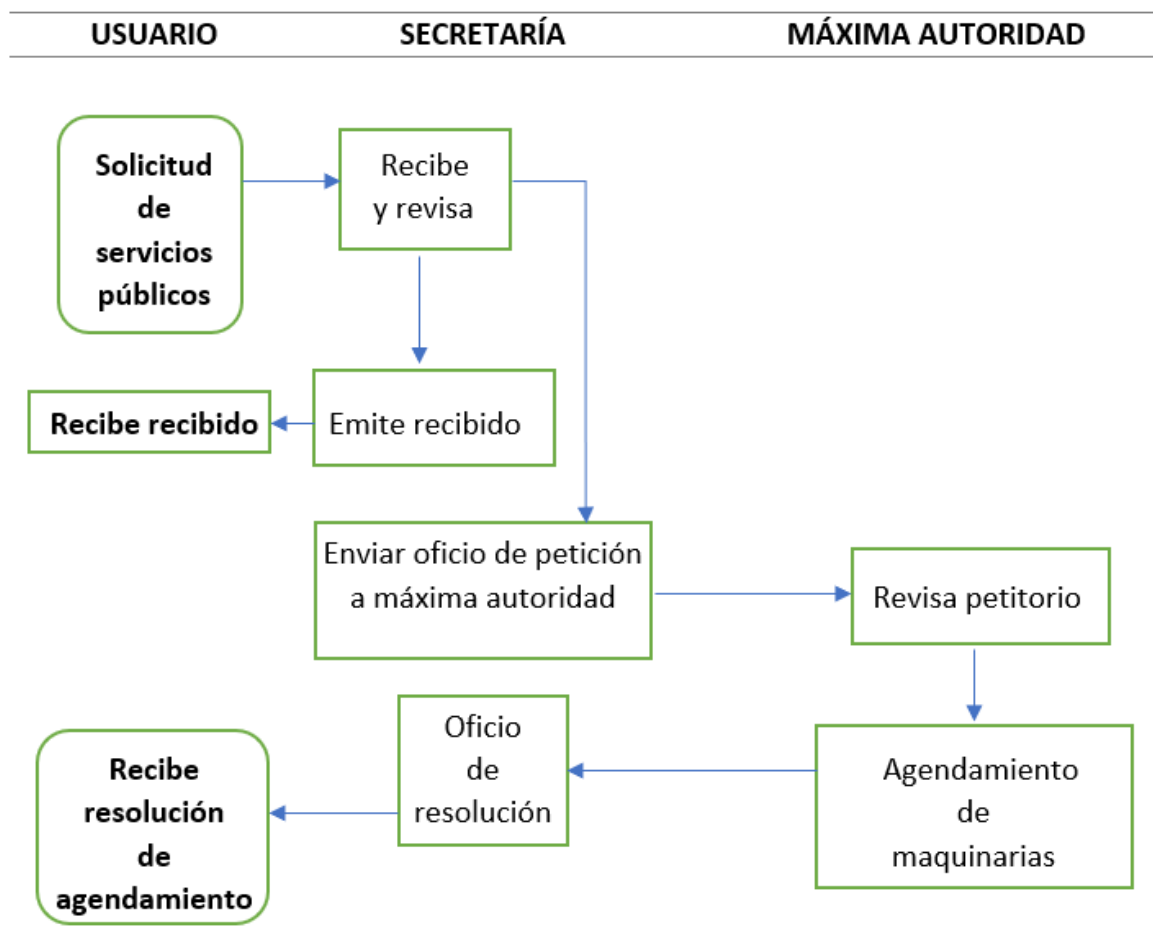 USUARIO SECRETARÍA MÁXIMA AUTORIDAD
Solicitud
de
servicios
públicos
Recibe
y revisa
Recibe recibido
Emite recibido
Enviar oficio de petición
a máxima autoridad
Revisa petitorio
Agendamiento
de
maquinarias
Oficio
de
resolución
Recibe
resolución
de
agendamiento